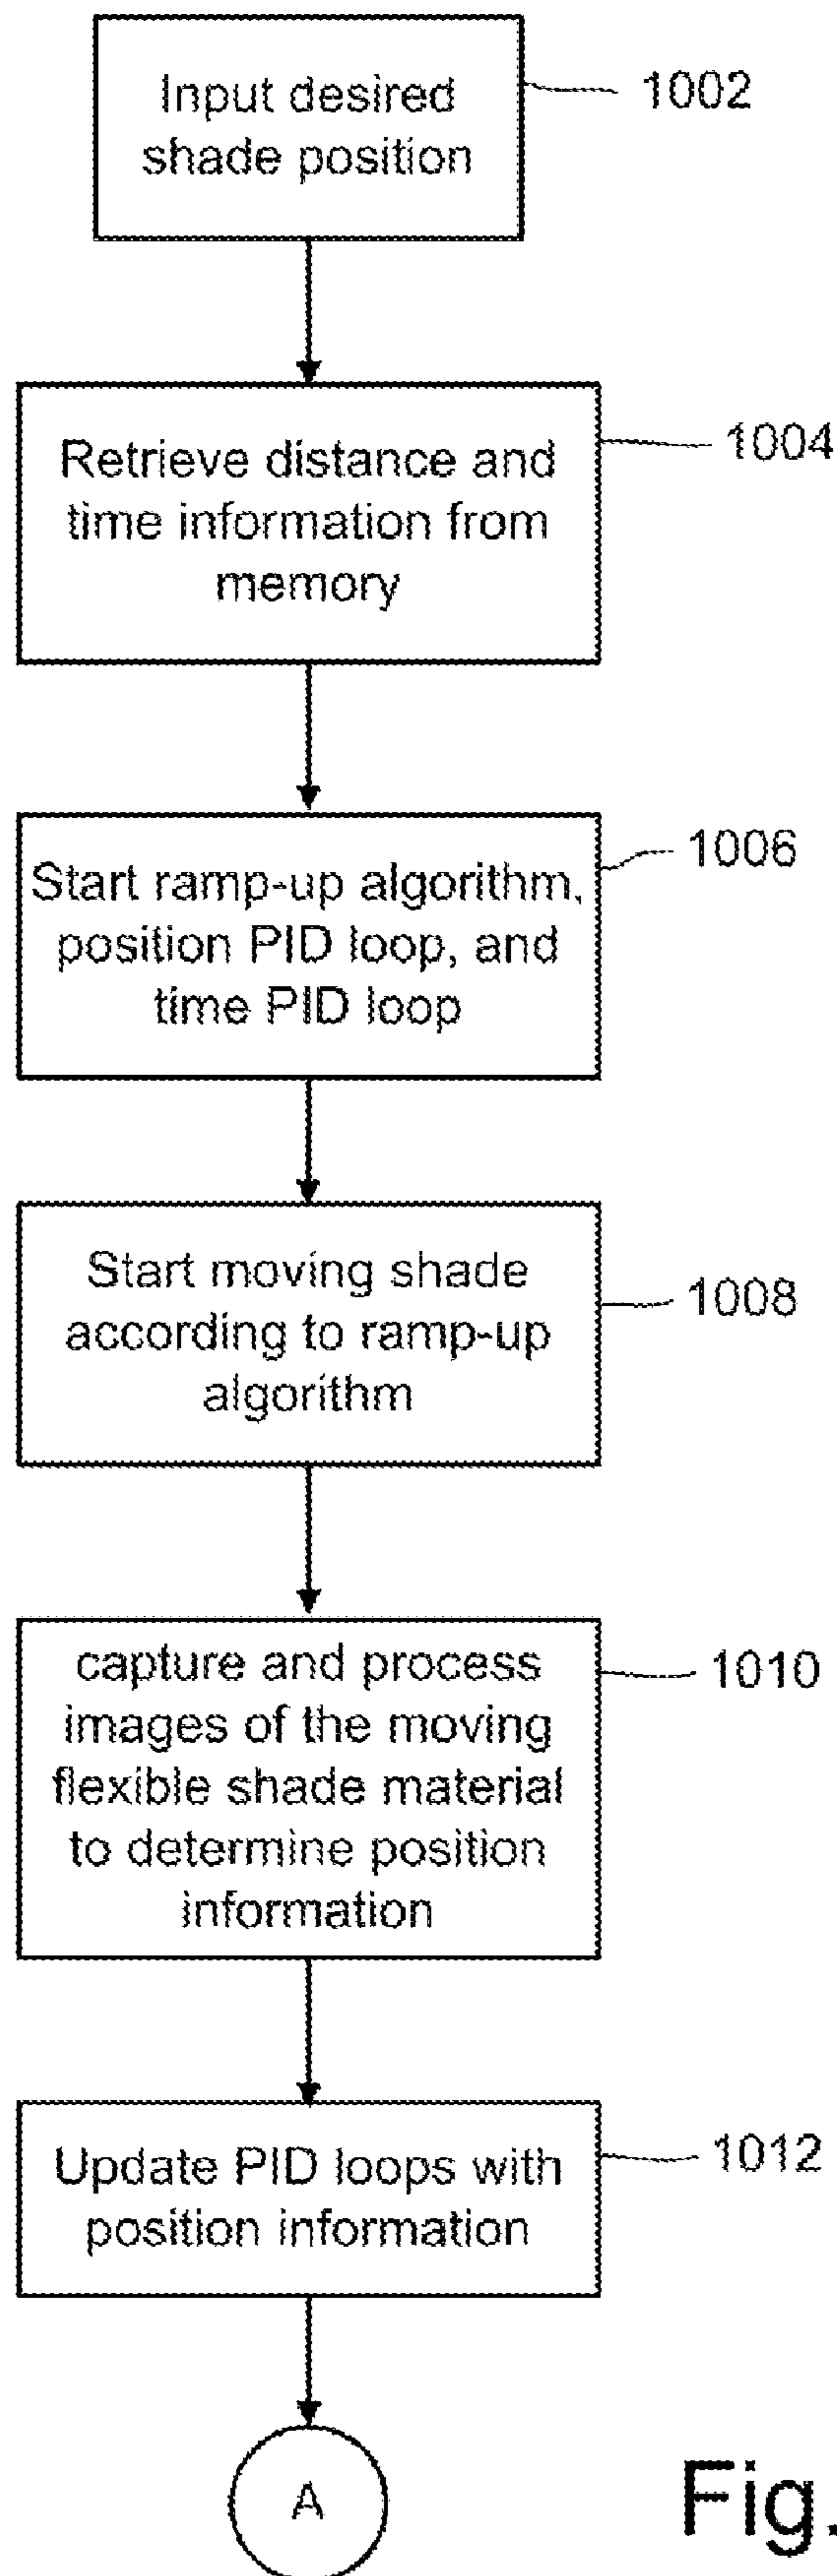 Input desired
shade position
1002
Retrieve distance and
time information from
memory
1004
Start ramp-up algorithm,
position PID loop, and
time PID loop
1006
Start moving shade
according to ramp-up
algorithm
1008
capture and process
images of the moving
flexible shade material
to determine position
information
1010
Update PID loops with
position information
1012
A
Fig.